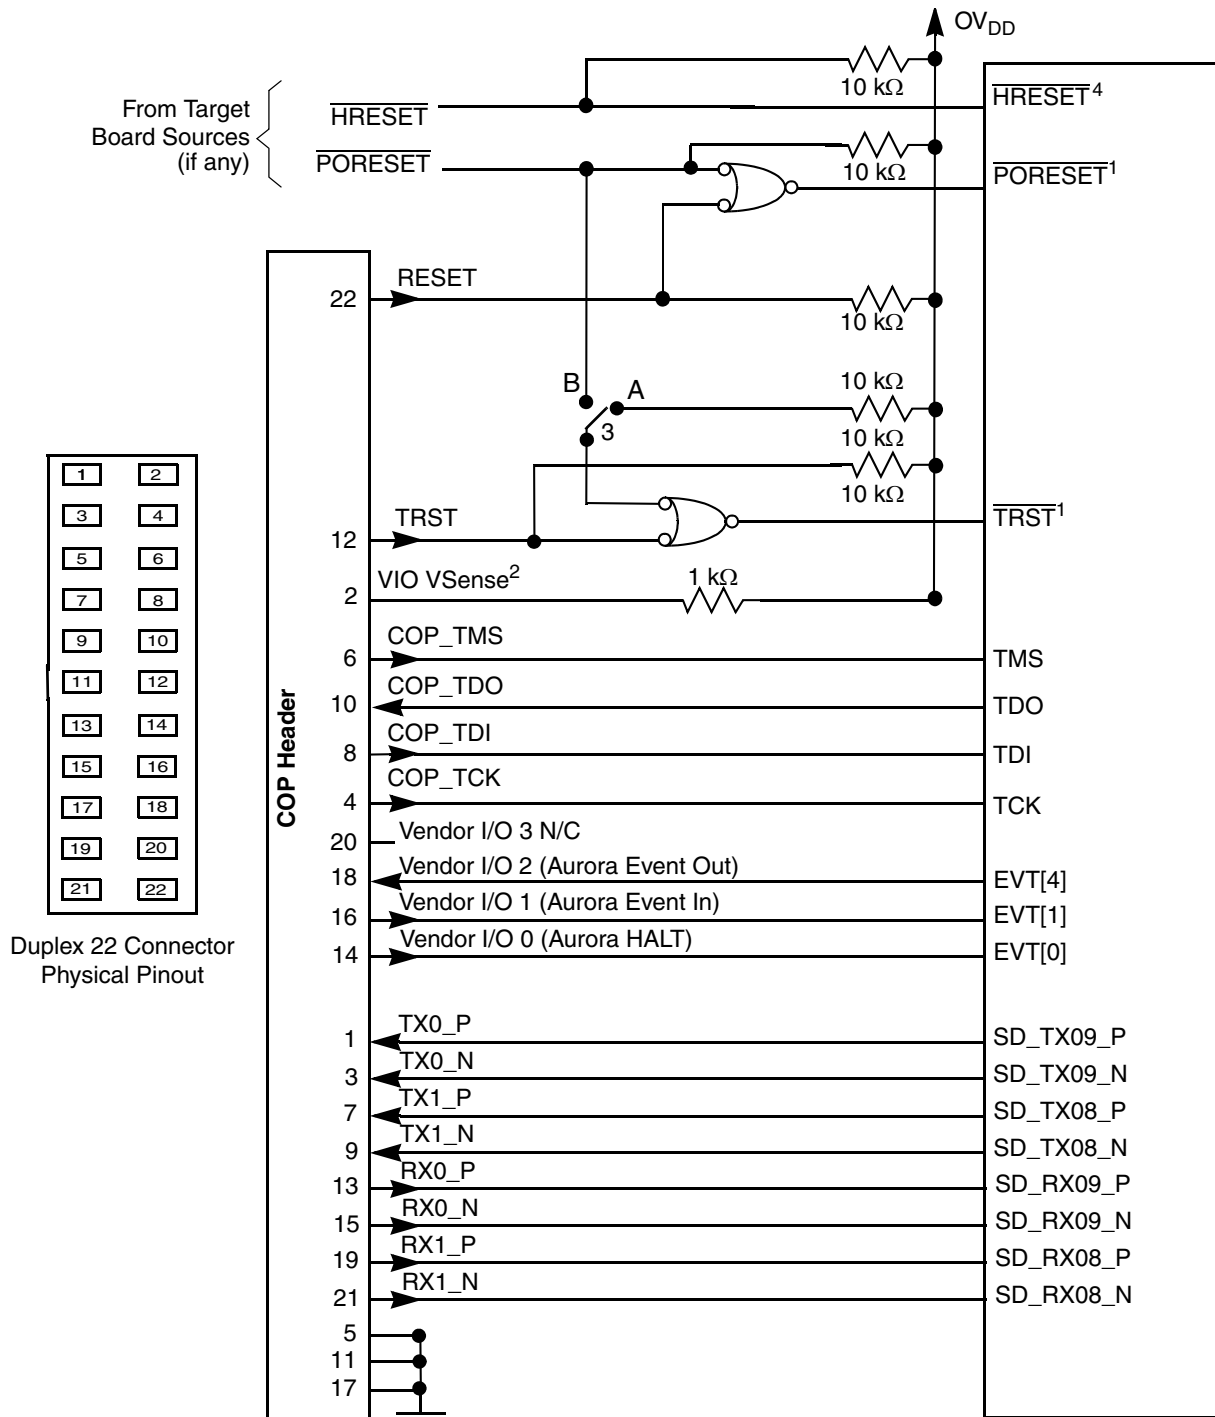 OVDD
10 kΩ
From Target
Board Sources
(if any)
HRESET
HRESET4
PORESET
10 kΩ
PORESET1
22
RESET
10 kΩ
B
A
10 kΩ
3
10 kΩ
10 kΩ
12
TRST
TRST1
2
VIO VSense2
1 kΩ
6
COP_TMS
TMS
10
COP_TDO
TDO
8
COP_TDI
TDI
4
COP_TCK
TCK
20
Vendor I/O 3 N/C
18
Vendor I/O 2 (Aurora Event Out)
EVT[4]
16
Vendor I/O 1 (Aurora Event In)
EVT[1]
14
Vendor I/O 0 (Aurora HALT)
EVT[0]
1
TX0_P
SD_TX09_P
3
TX0_N
SD_TX09_N
7
TX1_P
SD_TX08_P
9
TX1_N
SD_TX08_N
13
RX0_P
SD_RX09_P
15
RX0_N
SD_RX09_N
19
RX1_P
SD_RX08_P
21
RX1_N
SD_RX08_N
5
11
17
COP Header
1 2
3 4
5 6
7 8
9 10
11 12
13 14
15 16
17 18
19 20
21 22
Duplex 22 Connector
Physical Pinout